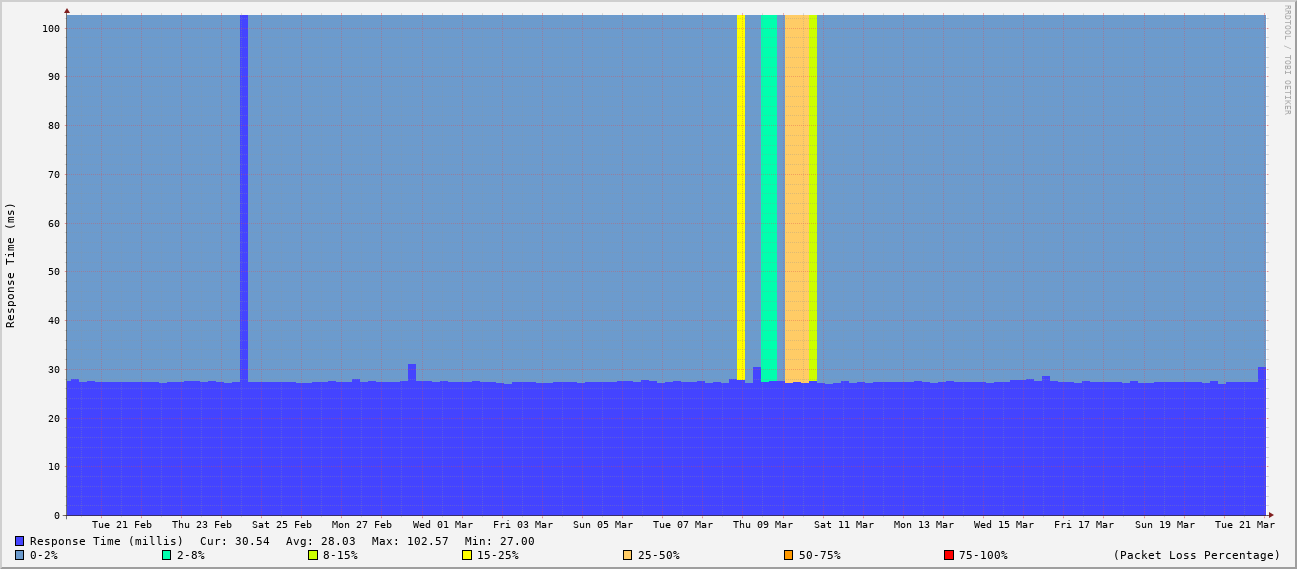 RRDTOOL / TOBI OETIKER
Response Time (ms)
100
90
80
70
60
50
40
30
20
10
0
Tue 21 Feb Thu 23 Feb Sat 25 Feb Mon 27 Feb Wed 01 Mar Fri 03 Mar Sun 05 Mar Tue 07 Mar Thu 09 Mar Sat 11 Mar Mon 13 Mar Wed 15 Mar Fri 17 Mar Sun 19 Mar Tue 21 Mar
Response Time (millis) Cur: 30.54 Avg: 28.03 Max: 102.57 Min: 27.00
0-2% 2-8% 8-15% 15-25% 25-50% 50-75% 75-100% (Packet Loss Percentage)